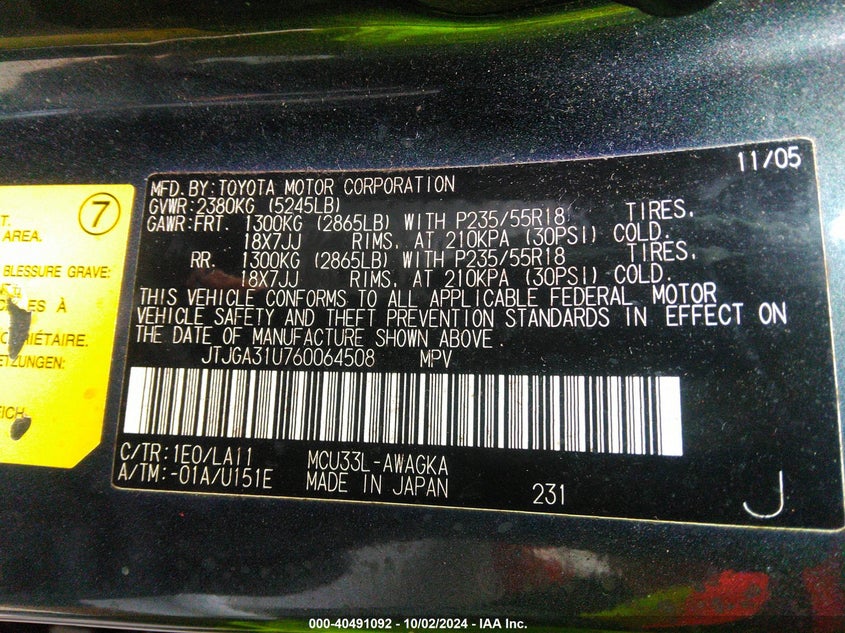 11/05
MFD. BY: TOYOTA MOTOR CORPORATION
GVWR: 2380KG (5245LB)
GAWR: FRT. 1300KG (2865LB) WITH P235/55R18 TIRES,
18X7JJ RIMS, AT 210KPA (30PSI) COLD.
RR. 1300KG (2865LB) WITH P235/55R18 TIRES,
18X7JJ RIMS, AT 210KPA (30PSI) COLD.
THIS VEHICLE CONFORMS TO ALL APPLICABLE FEDERAL MOTOR
VEHICLE SAFETY AND THEFT PREVENTION STANDARDS IN EFFECT ON
THE DATE OF MANUFACTURE SHOWN ABOVE.
JTJGA31U760064508 MPV
C/TR: 1E0/LA11 MCU33L-AWAGKA
A/TM: -01A/U151E MADE IN JAPAN 231 J
7
T.
AREA.
BLESSURE GRAVE:
LES À
RIÉTAIRE.
ETZUNGEN:
EICH
000-40491092 - 10/02/2024 - IAA Inc.